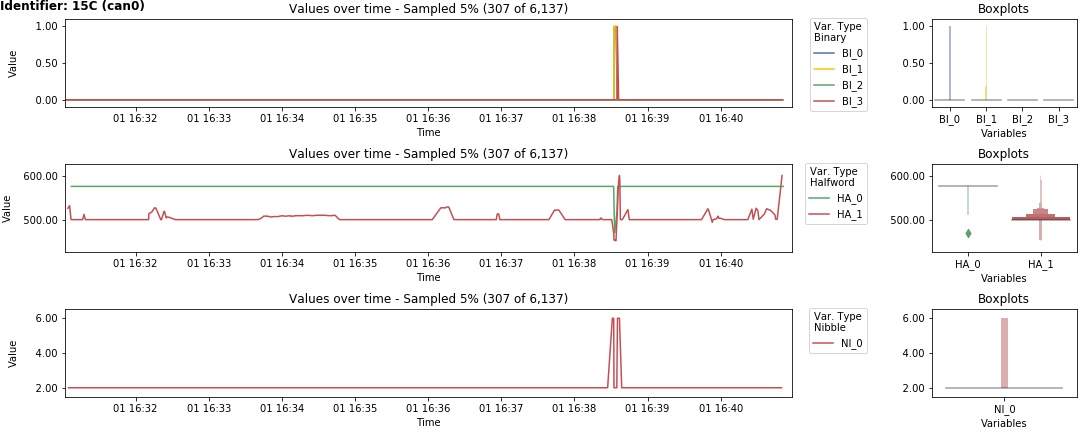 Identifier: 15C (can0)
Values over time - Sampled 5% (307 of 6,137)
Value
1.00
0.50
0.00
01 16:32 01 16:33 01 16:34 01 16:35 01 16:36 01 16:37 01 16:38 01 16:39 01 16:40
Time
Var. Type
Binary
BI_0
BI_1
BI_2
BI_3
Boxplots
1.00
0.50
0.00
BI_0 BI_1 BI_2 BI_3
Variables
Values over time - Sampled 5% (307 of 6,137)
Value
600.00
500.00
01 16:32 01 16:33 01 16:34 01 16:35 01 16:36 01 16:37 01 16:38 01 16:39 01 16:40
Time
Var. Type
Halfword
HA_0
HA_1
Boxplots
600.00
500.00
HA_0 HA_1
Variables
Values over time - Sampled 5% (307 of 6,137)
Value
6.00
4.00
2.00
01 16:32 01 16:33 01 16:34 01 16:35 01 16:36 01 16:37 01 16:38 01 16:39 01 16:40
Time
Var. Type
Nibble
NI_0
Boxplots
6.00
4.00
2.00
NI_0
Variables